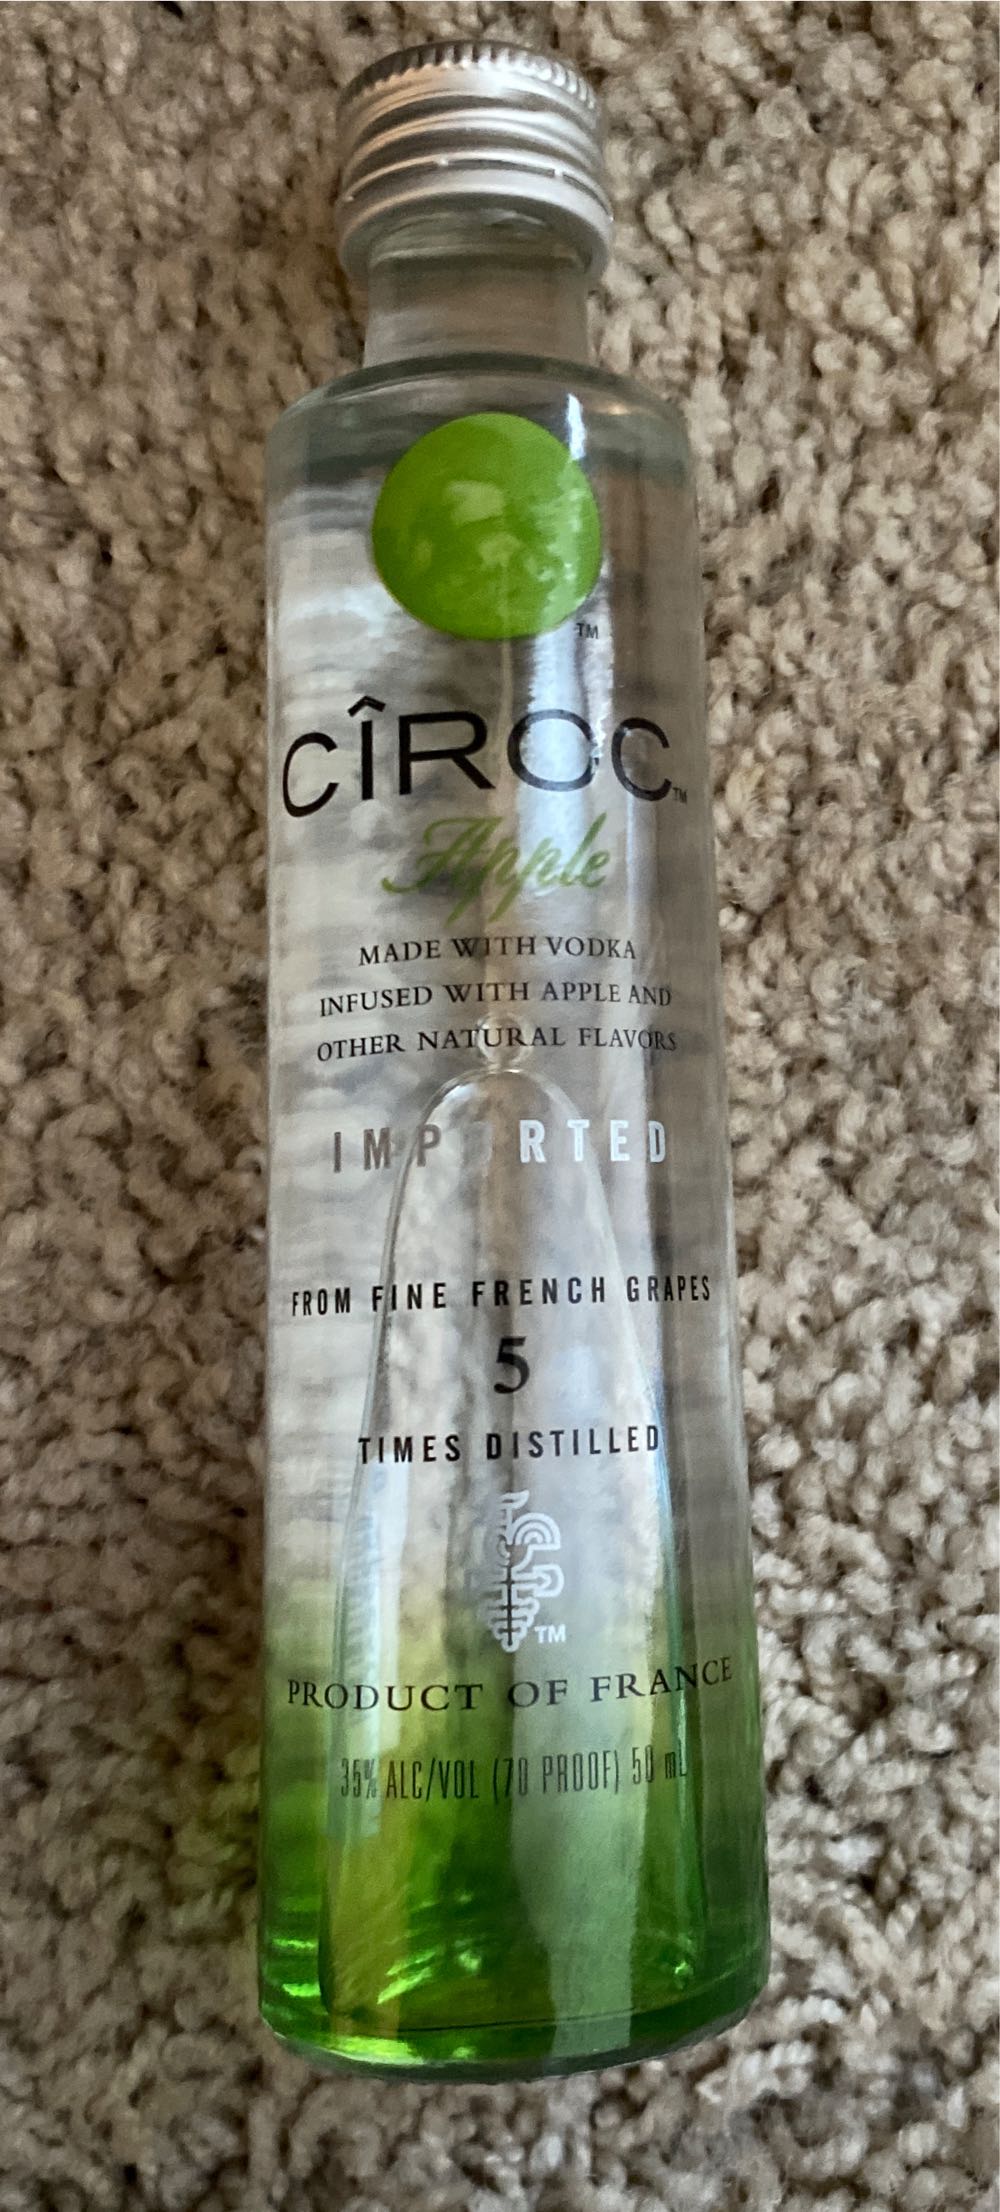 TM
CÎROC TM
Apple
MADE WITH VODKA
INFUSED WITH APPLE AND
OTHER NATURAL FLAVORS
IMPORTED
FROM FINE FRENCH GRAPES
5
TIMES DISTILLED
TM
PRODUCT OF FRANCE
35% ALC/VOL (70 PROOF) 50 mL